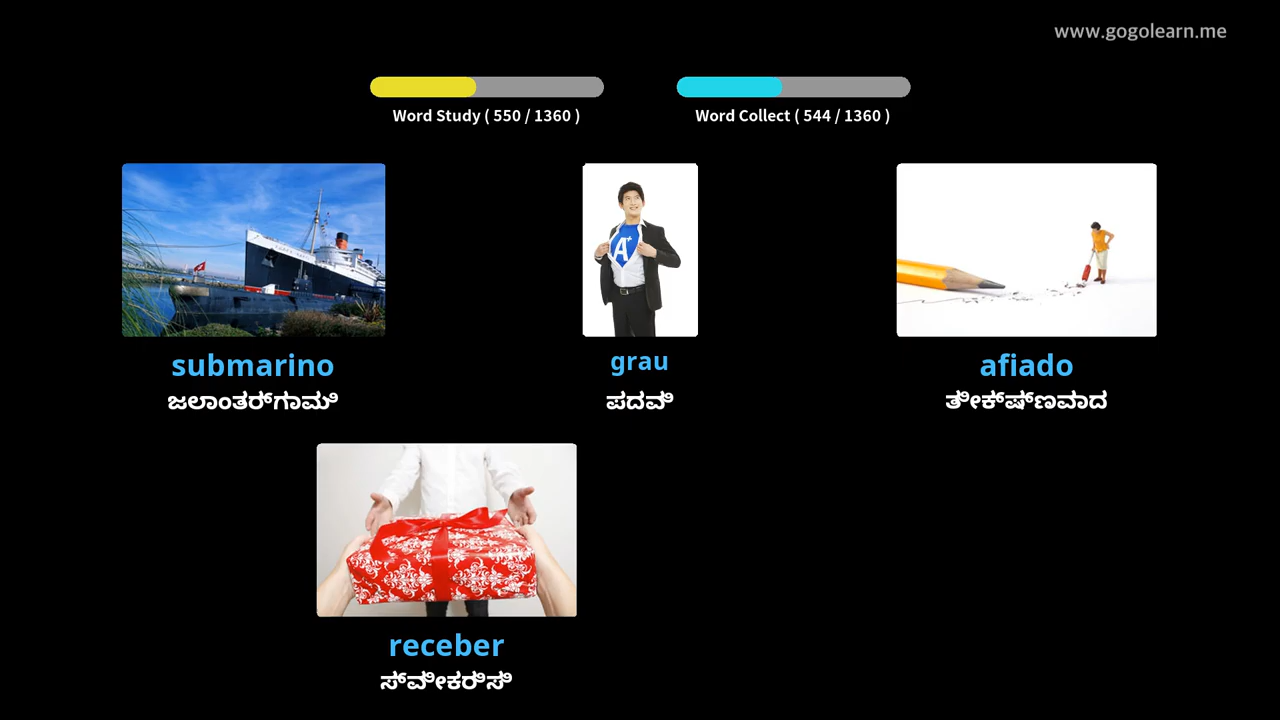 www.gogolearn.me
Word Study ( 550 / 1360 )
Word Collect ( 544 / 1360 )
A+
submarino
ಜಲಾಂತರ್ಗಾಮಿ
grau
ಪದವಿ
afiado
ತೀಕ್ಷ್ಣವಾದ
receber
ಸ್ವೀಕರಿಸಿ